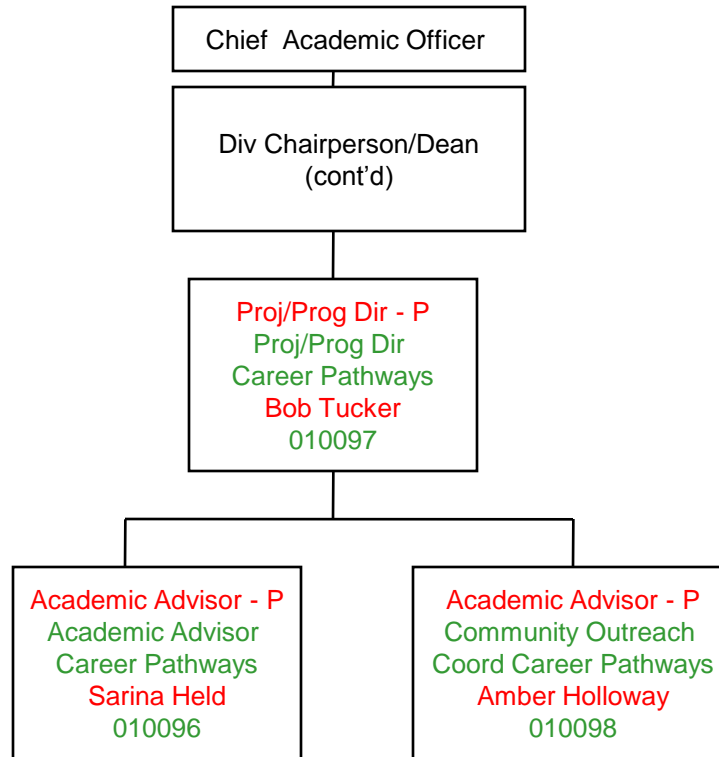 Chief Academic Officer
Div Chairperson/Dean
(cont’d)
Proj/Prog Dir - P
Proj/Prog Dir
Career Pathways
Bob Tucker
010097
Academic Advisor - P
Academic Advisor
Career Pathways
Sarina Held
010096
Academic Advisor - P
Community Outreach
Coord Career Pathways
Amber Holloway
010098